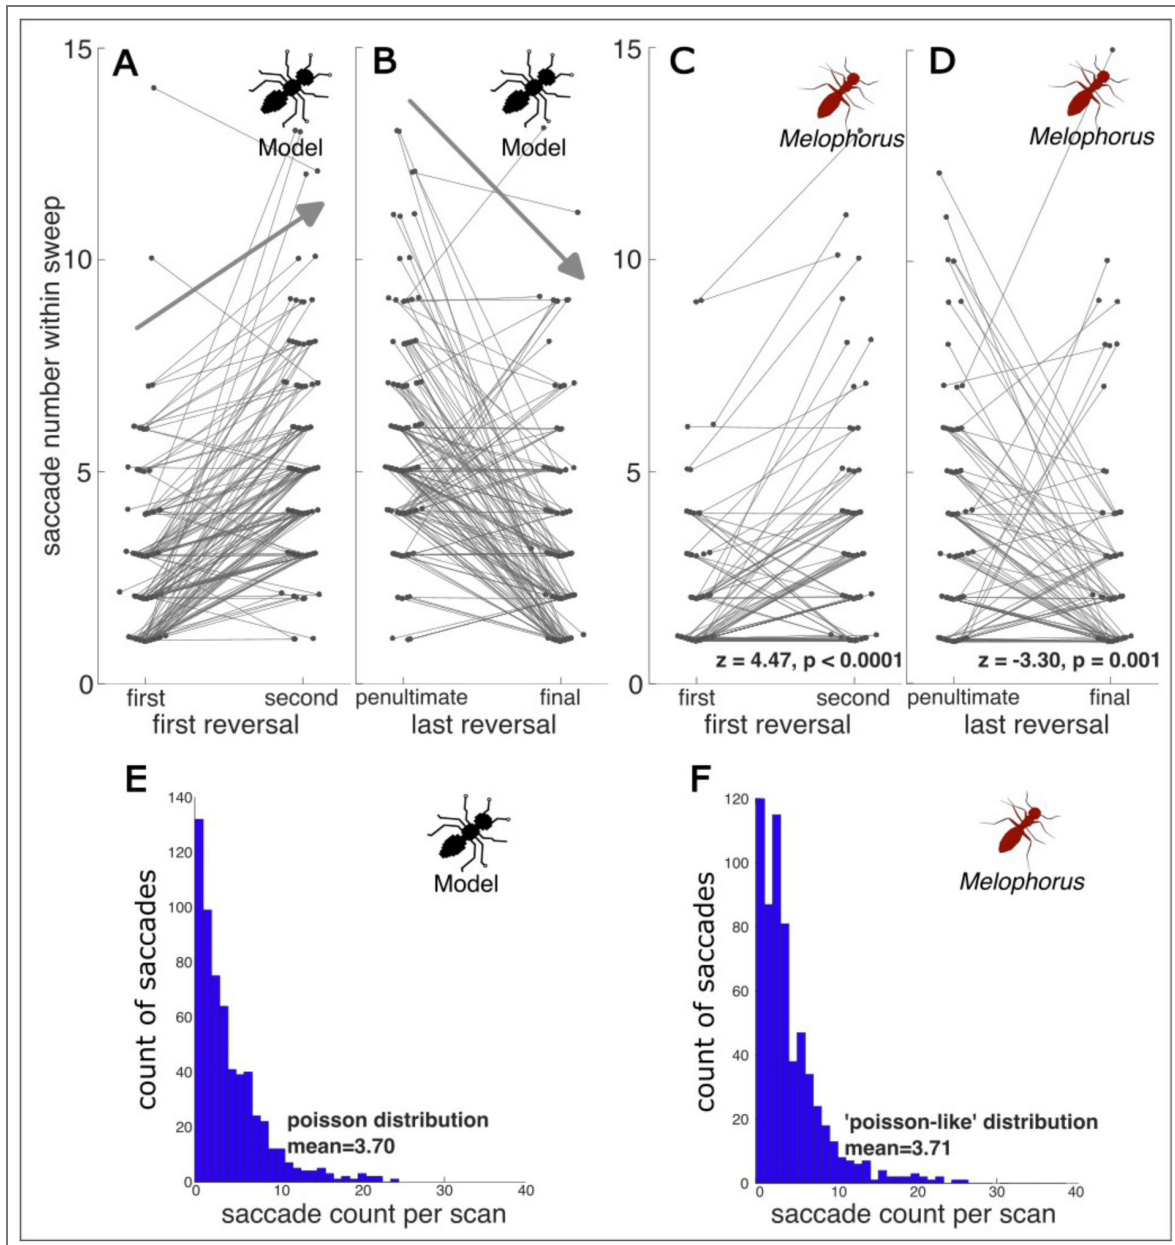 A
B
C
D
Model
Model
Melophorus
Melophorus
15
10
5
0
saccade number within sweep
15
10
5
0
z = 4.47, p < 0.0001
z = -3.30, p = 0.001
first
second
penultimate
final
first
second
penultimate
final
first reversal
last reversal
first reversal
last reversal
E
140
120
100
80
60
40
20
0
count of saccades
Model
poisson distribution
mean=3.70
0
10
20
30
40
saccade count per scan
F
120
100
80
60
40
20
0
count of saccades
Melophorus
'poisson-like' distribution
mean=3.71
0
10
20
30
40
saccade count per scan